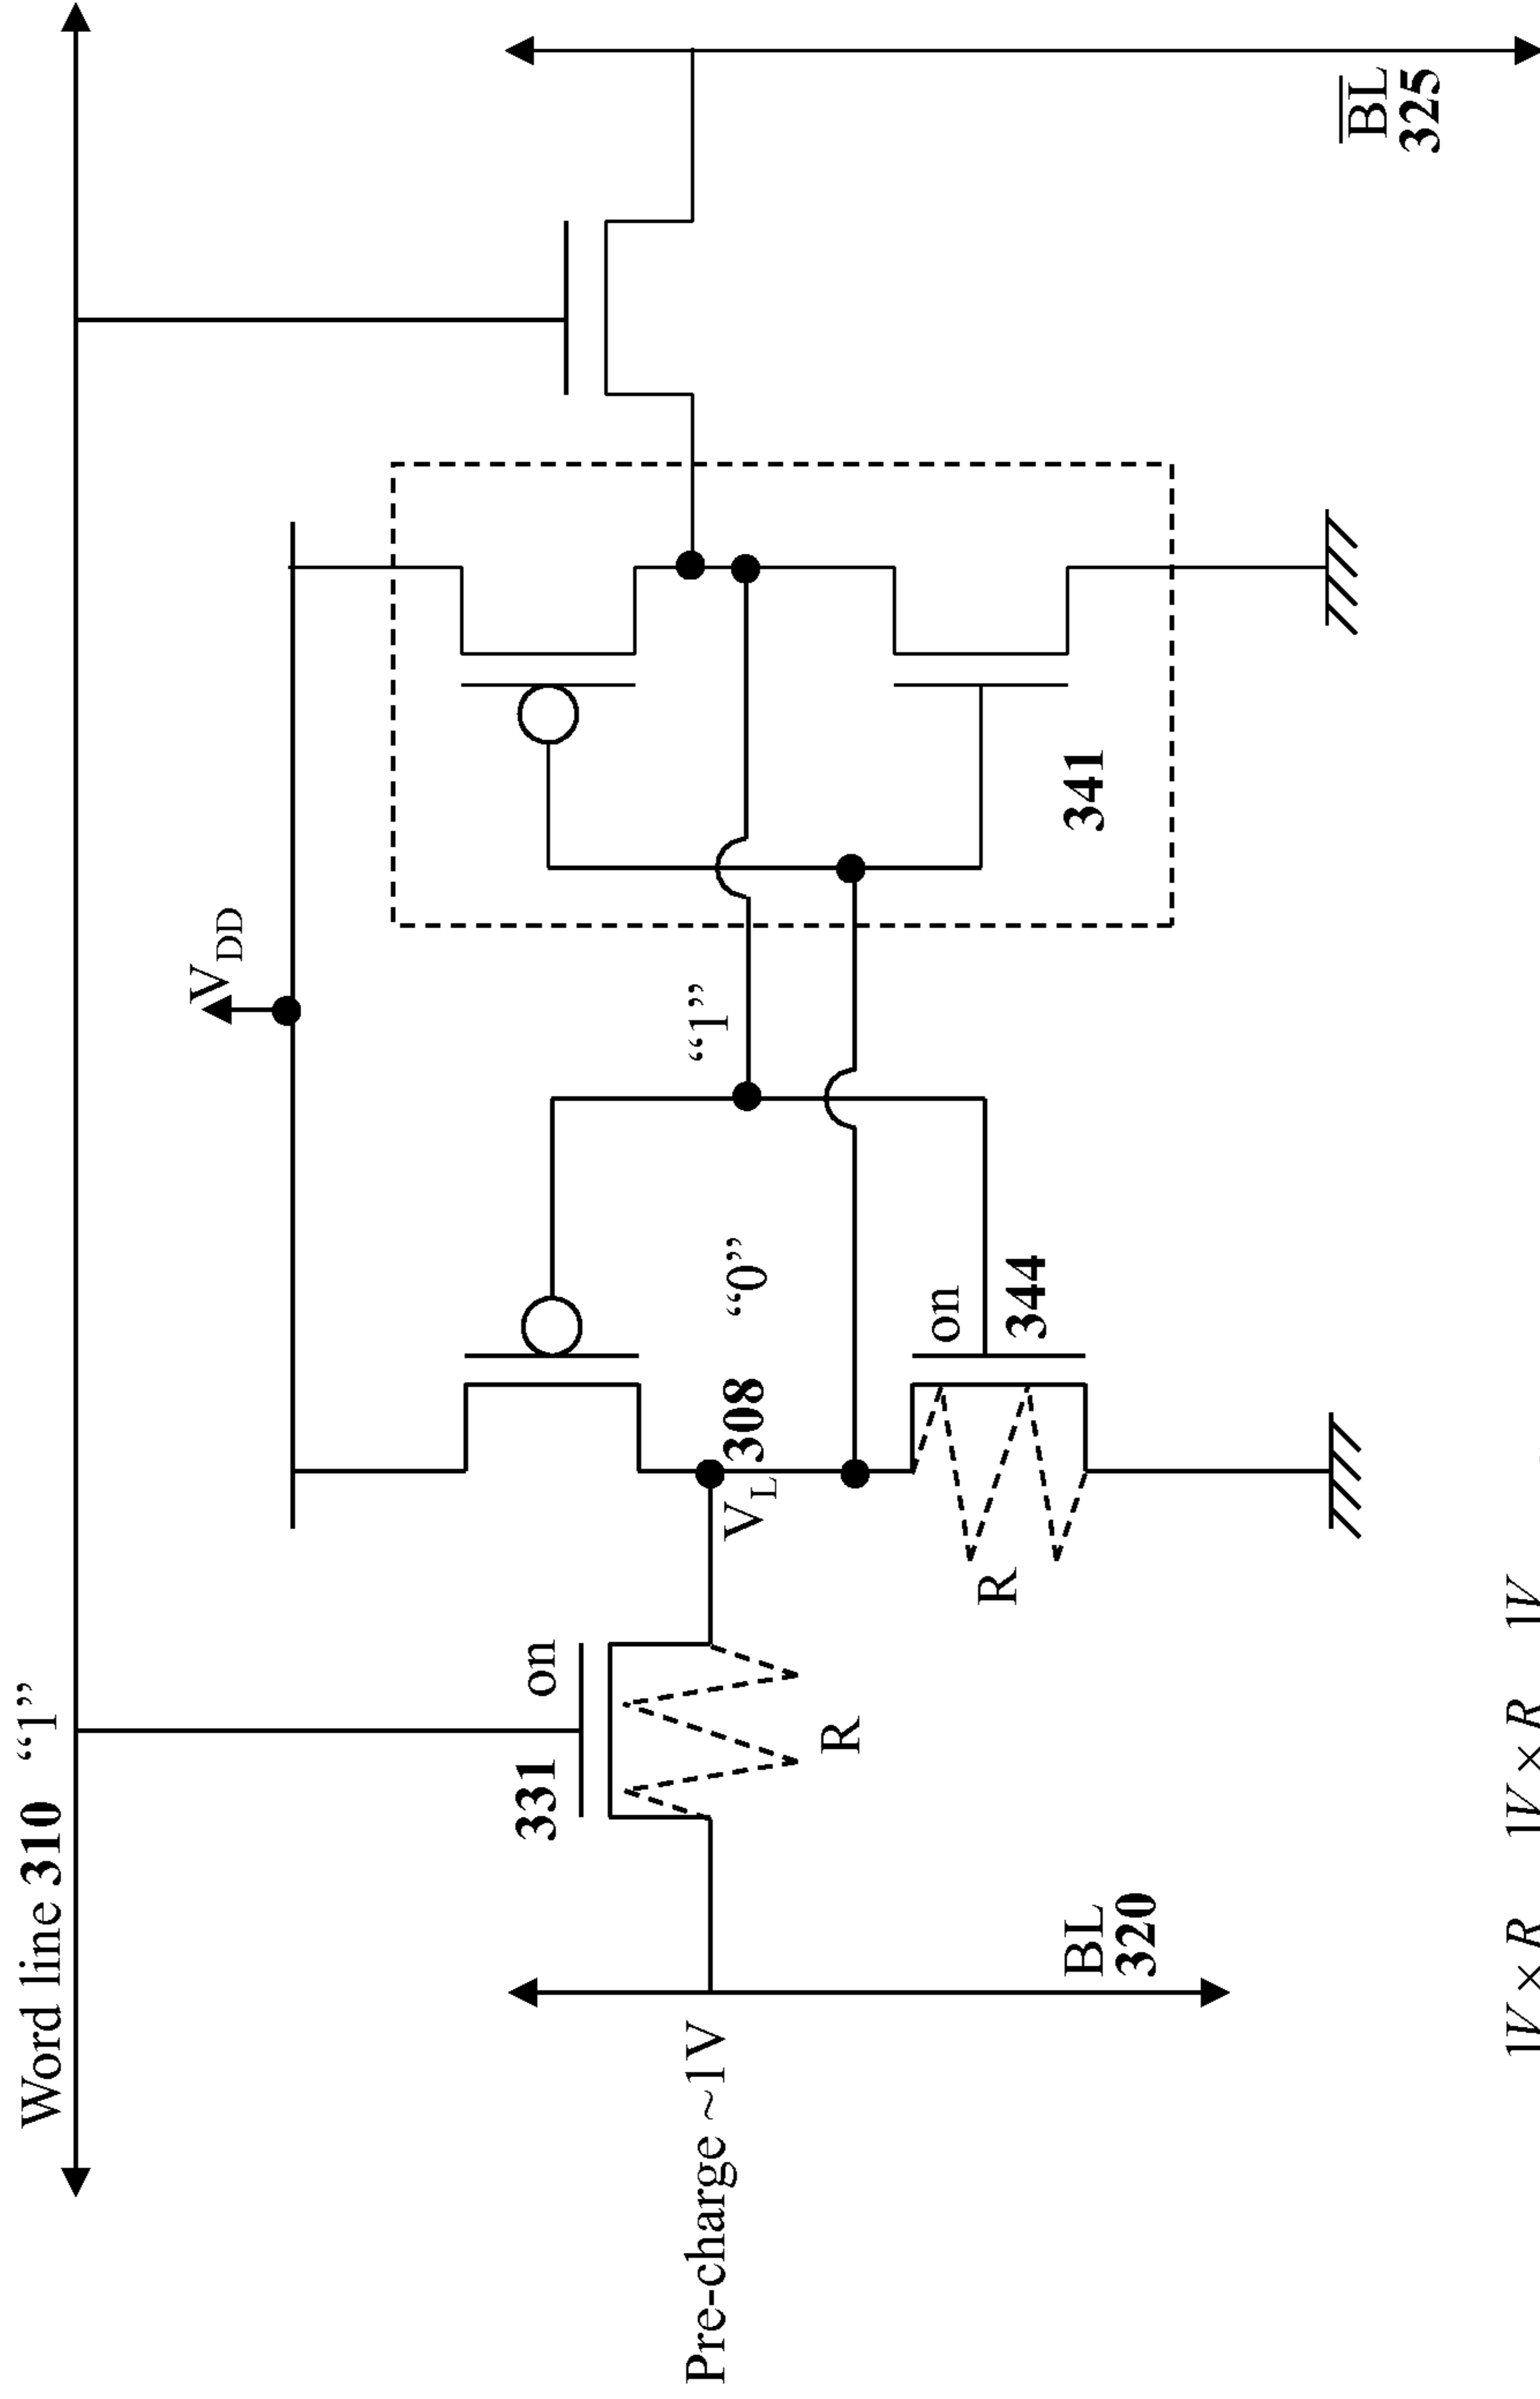 Word line 310 “1”
V_DD
331 on
R
Pre-charge ~1V
V_L 308 “0”
“1”
on
344
R
341
BL
320
B̅L̅
325